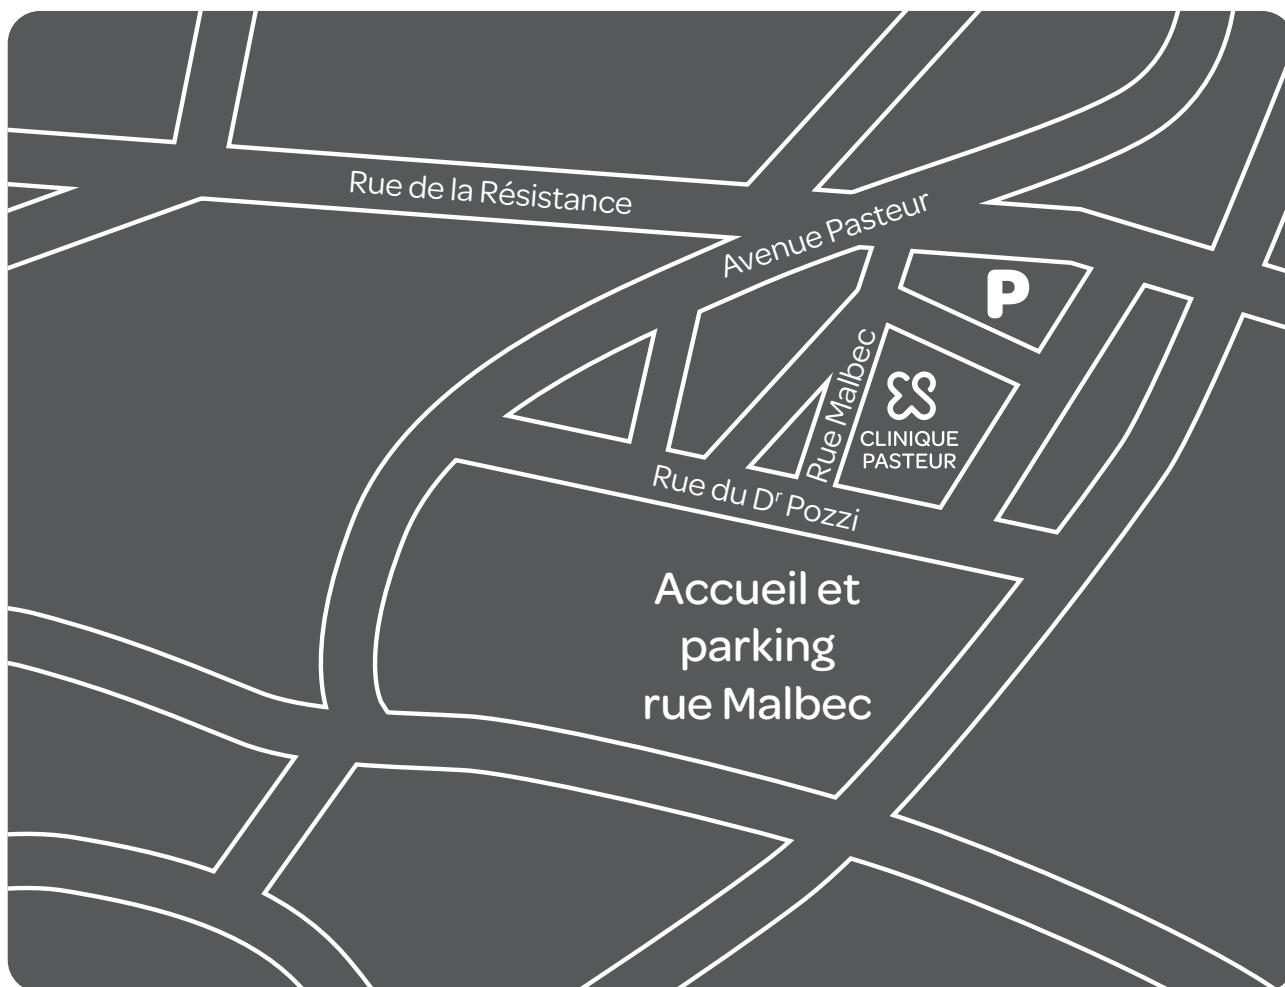 Rue de la Résistance
Avenue Pasteur
P
Rue Malbec
CLINIQUE
PASTEUR
Rue du Dʳ Pozzi
Accueil et
parking
rue Malbec